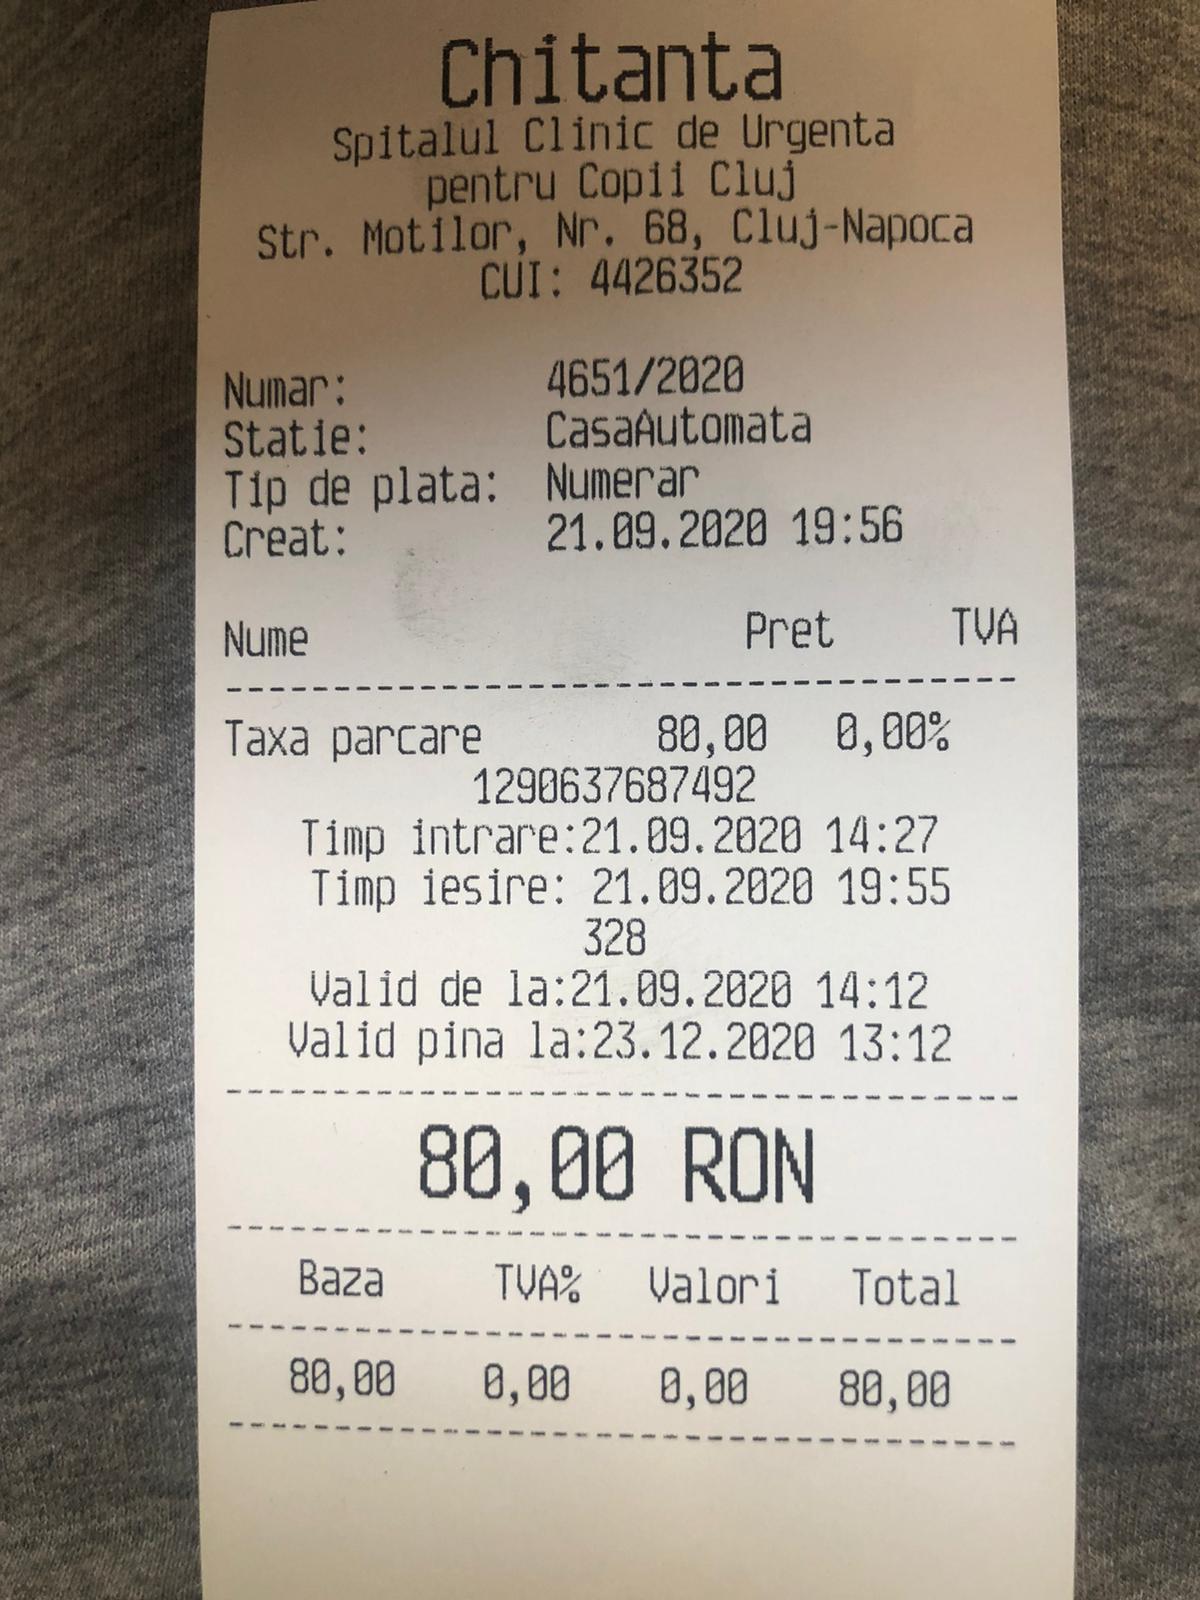 Chitanta
Spitalul Clinic de Urgenta
pentru Copii Cluj
Str. Motilor, Nr. 68, Cluj-Napoca
CUI: 4426352
Numar: 4651/2020
Statie: CasaAutomata
Tip de plata: Numerar
Creat: 21.09.2020 19:56
Nume Pret TVA
------------------------------------
Taxa parcare 80,00 0,00%
1290637687492
Timp intrare:21.09.2020 14:27
Timp iesire: 21.09.2020 19:55
328
Valid de la:21.09.2020 14:12
Valid pina la:23.12.2020 13:12
------------------------------------
80,00 RON
------------------------------------
Baza TVA% Valori Total
------------------------------------
80,00 0,00 0,00 80,00
------------------------------------